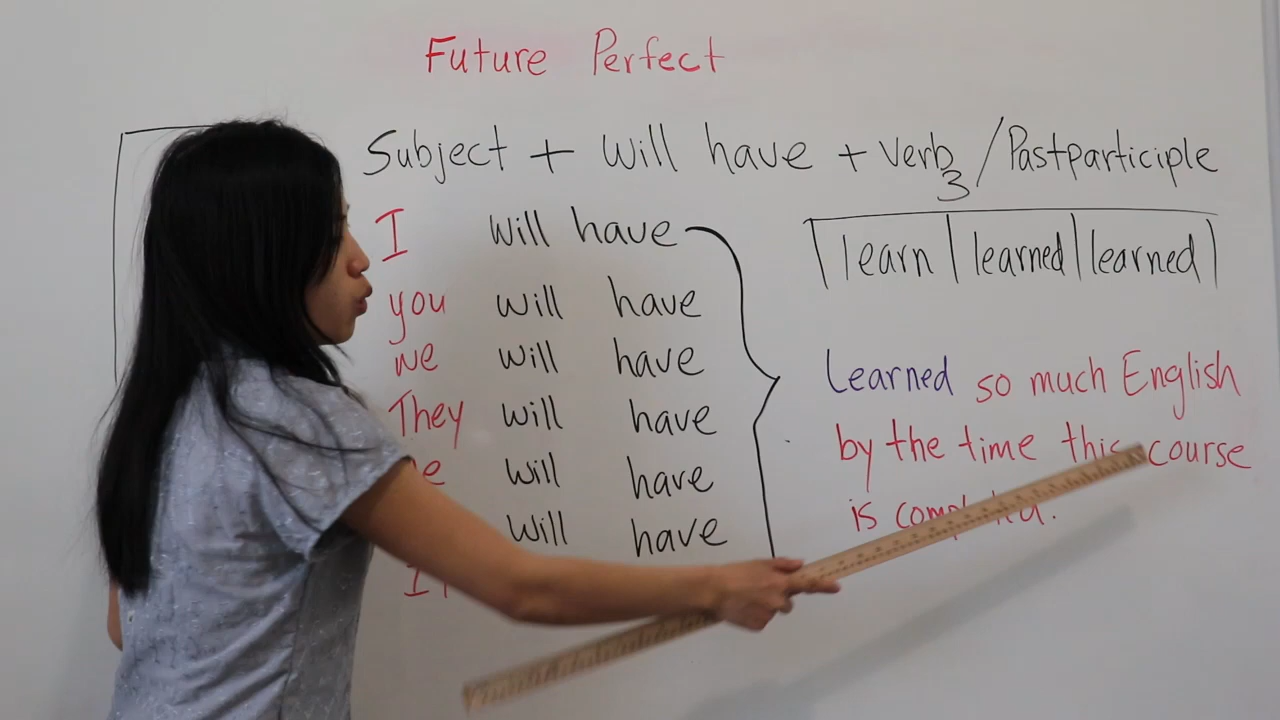 Future Perfect
Subject + will have + Verb3 / Pastparticiple
I will have
learn | learned | learned
you will have
we will have
They will have
will have
will have
Learned so much English
by the time this course
is